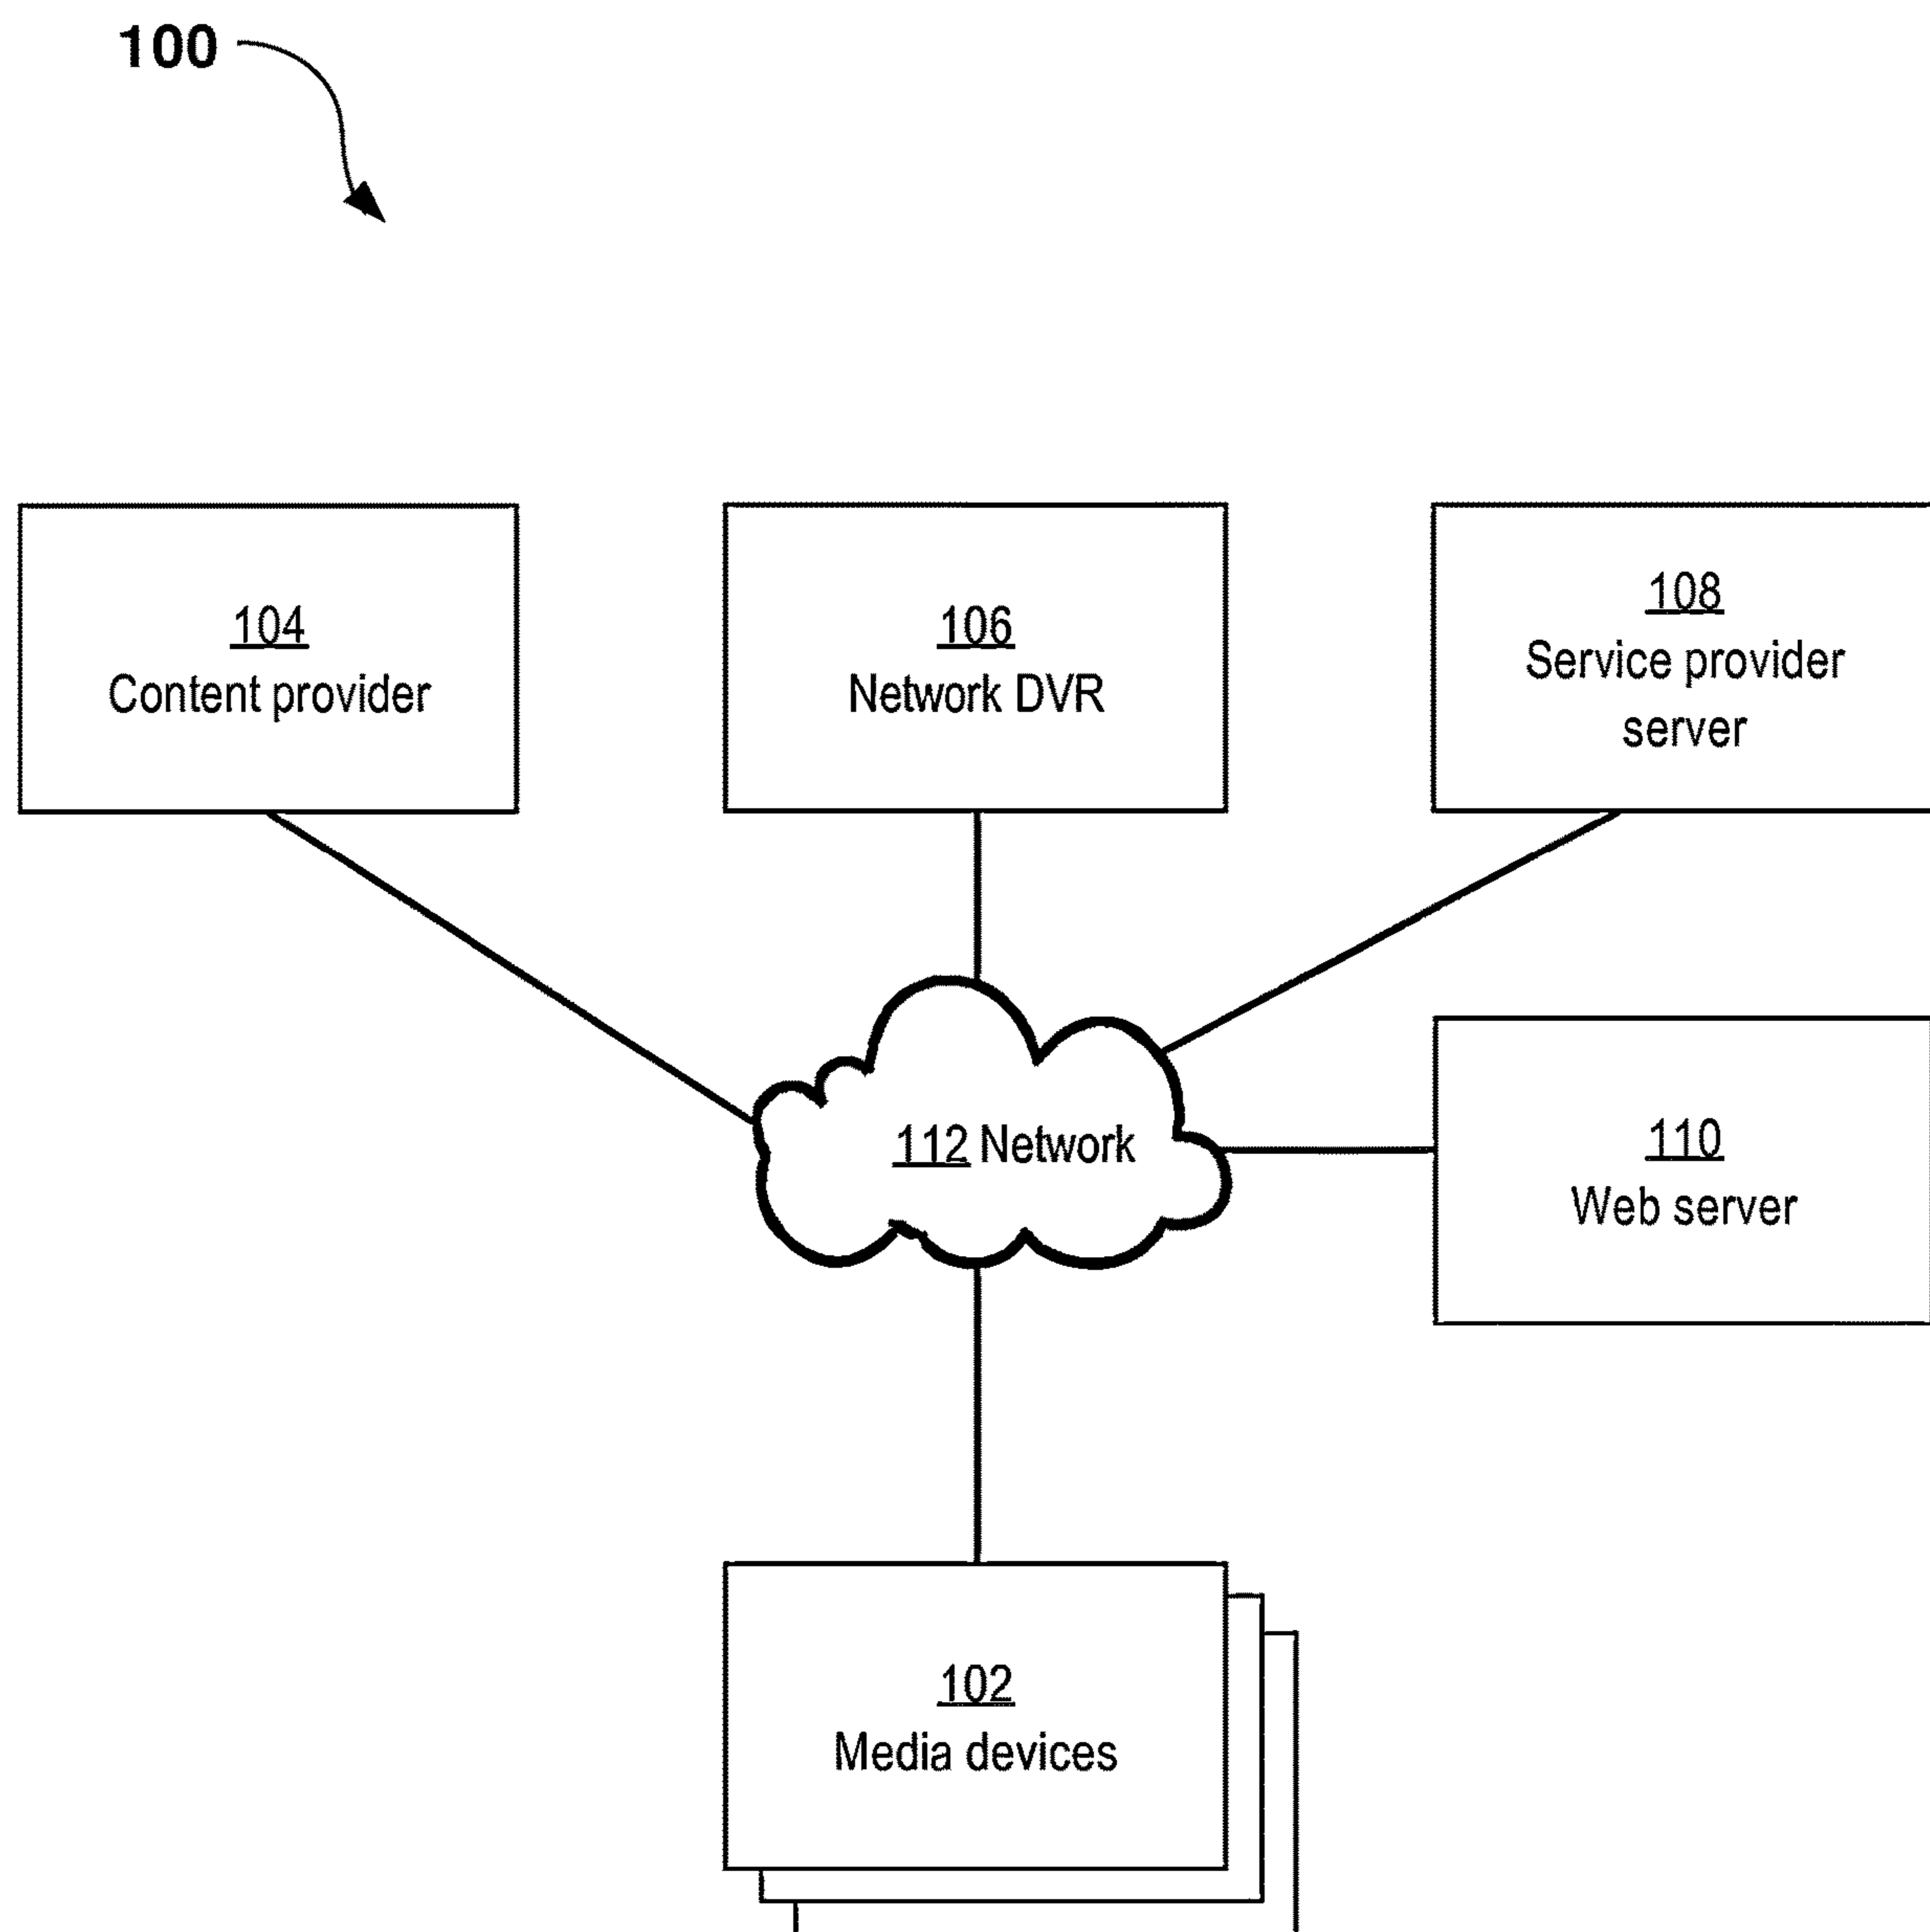 100
104
Content provider
106
Network DVR
108
Service provider
server
112 Network
110
Web server
102
Media devices